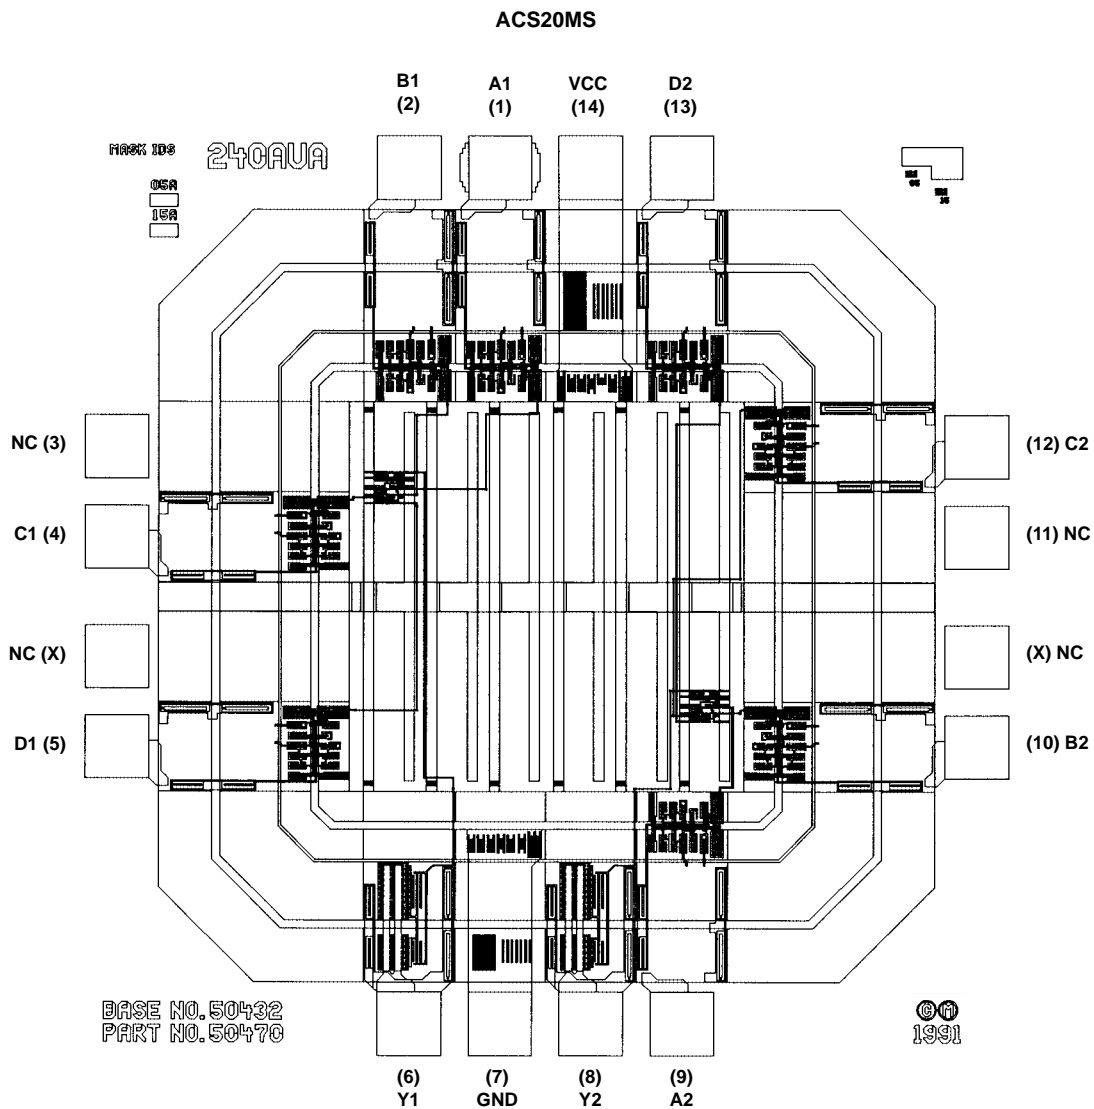 ACS20MS
B1
(2)
A1
(1)
VCC
(14)
D2
(13)
MASK IDS
240AUA
05A
15A
NC (3)
(12) C2
C1 (4)
(11) NC
NC (X)
(X) NC
D1 (5)
(10) B2
BASE NO. 50432
PART NO. 50470
C M
1991
(6)
Y1
(7)
GND
(8)
Y2
(9)
A2